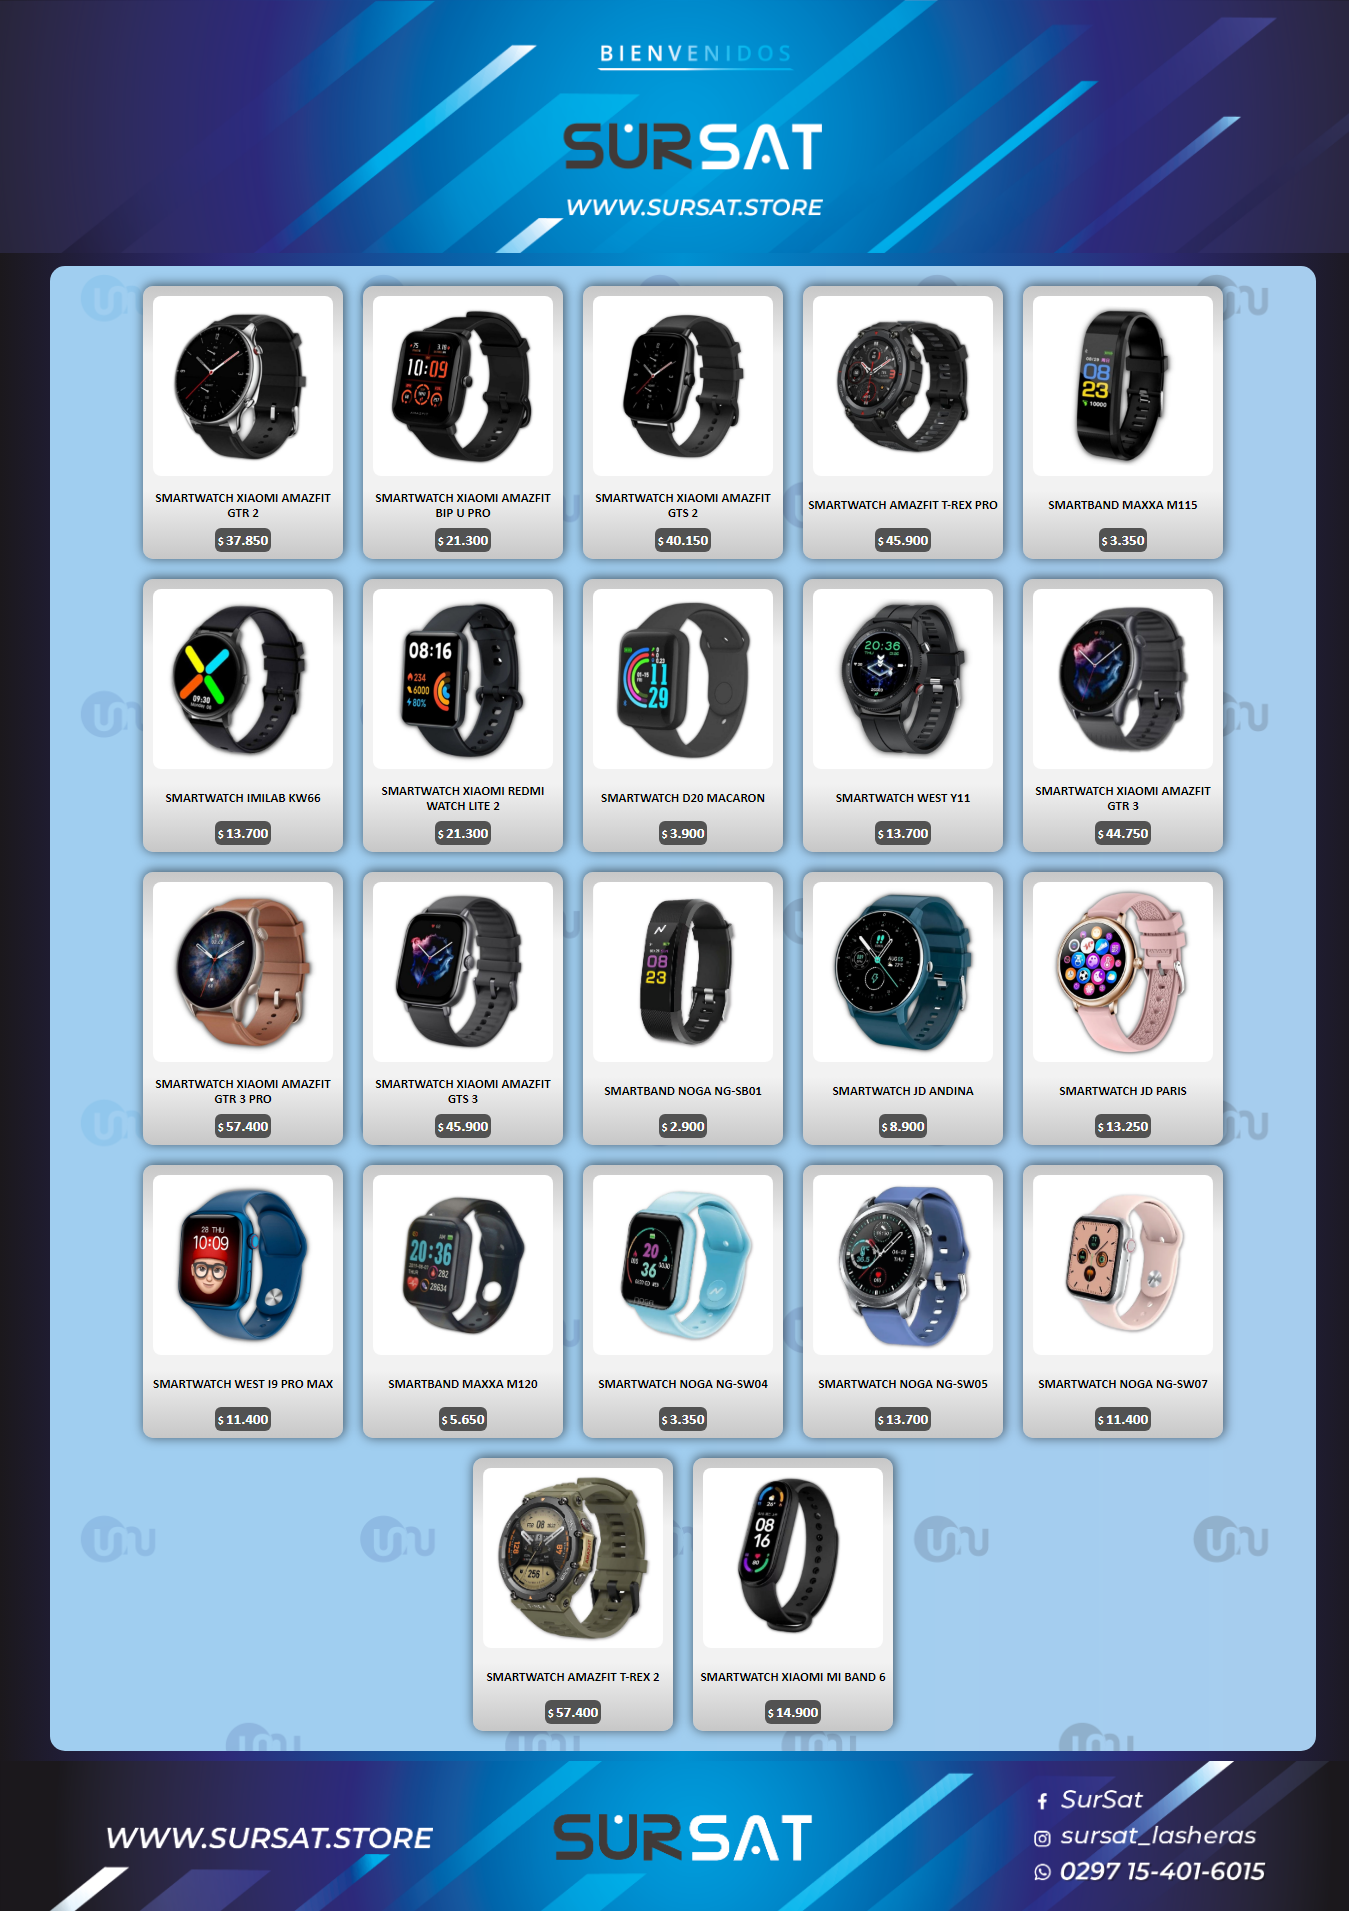 BIENVENIDOS
SURSAT
WWW.SURSAT.STORE
SMARTWATCH XIAOMI AMAZFIT
GTR 2
$ 37.850
SMARTWATCH XIAOMI AMAZFIT
BIP U PRO
$ 21.300
SMARTWATCH XIAOMI AMAZFIT
GTS 2
$ 40.150
SMARTWATCH AMAZFIT T-REX PRO
$ 45.900
SMARTBAND MAXXA M115
$ 3.350
SMARTWATCH IMILAB KW66
$ 13.700
SMARTWATCH XIAOMI REDMI
WATCH LITE 2
$ 21.300
SMARTWATCH D20 MACARON
$ 3.900
SMARTWATCH WEST Y11
$ 13.700
SMARTWATCH XIAOMI AMAZFIT
GTR 3
$ 44.750
SMARTWATCH XIAOMI AMAZFIT
GTR 3 PRO
$ 57.400
SMARTWATCH XIAOMI AMAZFIT
GTS 3
$ 45.900
SMARTBAND NOGA NG-SB01
$ 2.900
SMARTWATCH JD ANDINA
$ 8.900
SMARTWATCH JD PARIS
$ 13.250
SMARTWATCH WEST I9 PRO MAX
$ 11.400
SMARTBAND MAXXA M120
$ 5.650
SMARTWATCH NOGA NG-SW04
$ 3.350
SMARTWATCH NOGA NG-SW05
$ 13.700
SMARTWATCH NOGA NG-SW07
$ 11.400
SMARTWATCH AMAZFIT T-REX 2
$ 57.400
SMARTWATCH XIAOMI MI BAND 6
$ 14.900
WWW.SURSAT.STORE
SURSAT
SurSat
sursat_lasheras
0297 15-401-6015